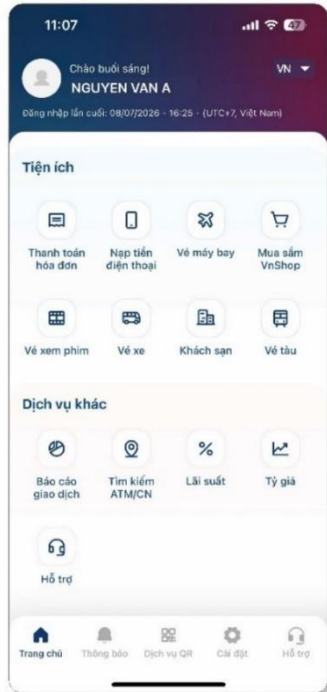 11:07
47
Chào buổi sáng!
VN
NGUYEN VAN A
Đăng nhập lần cuối: 08/07/2026 - 16:25 - (UTC+7, Việt Nam)
Tiện ích
Thanh toán Nạp tiền Vé máy bay Mua sắm
hóa đơn điện thoại VnShop
Vé xem phim Vé xe Khách sạn Vé tàu
Dịch vụ khác
Báo cáo Tìm kiếm Lãi suất Tỷ giá
giao dịch ATM/CN
Hỗ trợ
Trang chủ Thông báo Dịch vụ QR Cài đặt Hỗ trợ